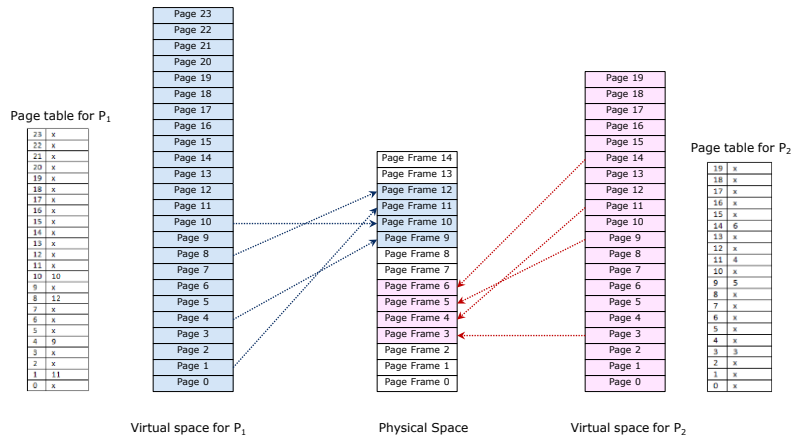 Page table for P1
23 x
22 x
21 x
20 x
19 x
18 x
17 x
16 x
15 x
14 x
13 x
12 x
11 x
10 10
9 x
8 12
7 x
6 x
5 x
4 9
3 x
2 x
1 11
0 x
Page 23
Page 22
Page 21
Page 20
Page 19
Page 18
Page 17
Page 16
Page 15
Page 14
Page 13
Page 12
Page 11
Page 10
Page 9
Page 8
Page 7
Page 6
Page 5
Page 4
Page 3
Page 2
Page 1
Page 0
Virtual space for P1
Page Frame 14
Page Frame 13
Page Frame 12
Page Frame 11
Page Frame 10
Page Frame 9
Page Frame 8
Page Frame 7
Page Frame 6
Page Frame 5
Page Frame 4
Page Frame 3
Page Frame 2
Page Frame 1
Page Frame 0
Physical Space
Page 19
Page 18
Page 17
Page 16
Page 15
Page 14
Page 13
Page 12
Page 11
Page 10
Page 9
Page 8
Page 7
Page 6
Page 5
Page 4
Page 3
Page 2
Page 1
Page 0
Virtual space for P2
Page table for P2
19 x
18 x
17 x
16 x
15 x
14 6
13 x
12 x
11 4
10 x
9 5
8 x
7 x
6 x
5 x
4 x
3 3
2 x
1 x
0 x